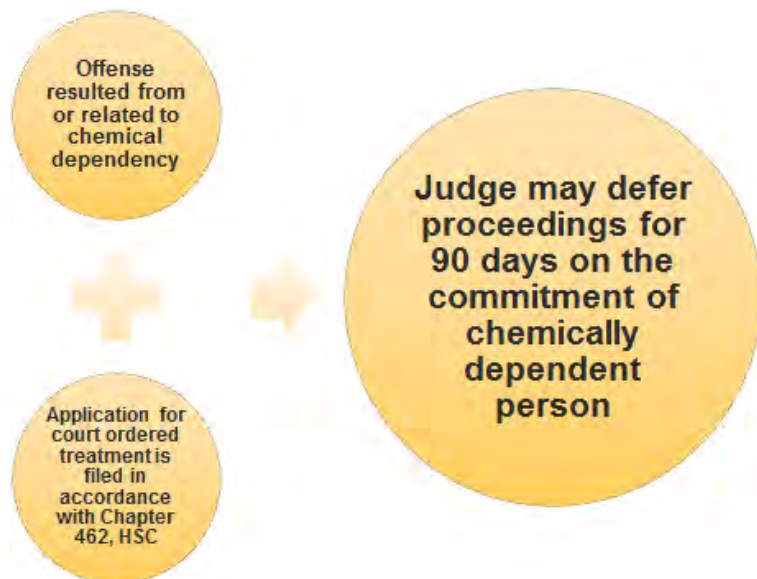 Offense
resulted from
or related to
chemical
dependency
Application for
court ordered
treatment is
filed in
accordance
with Chapter
462, HSC
Judge may defer
proceedings for
90 days on the
commitment of
chemically
dependent
person